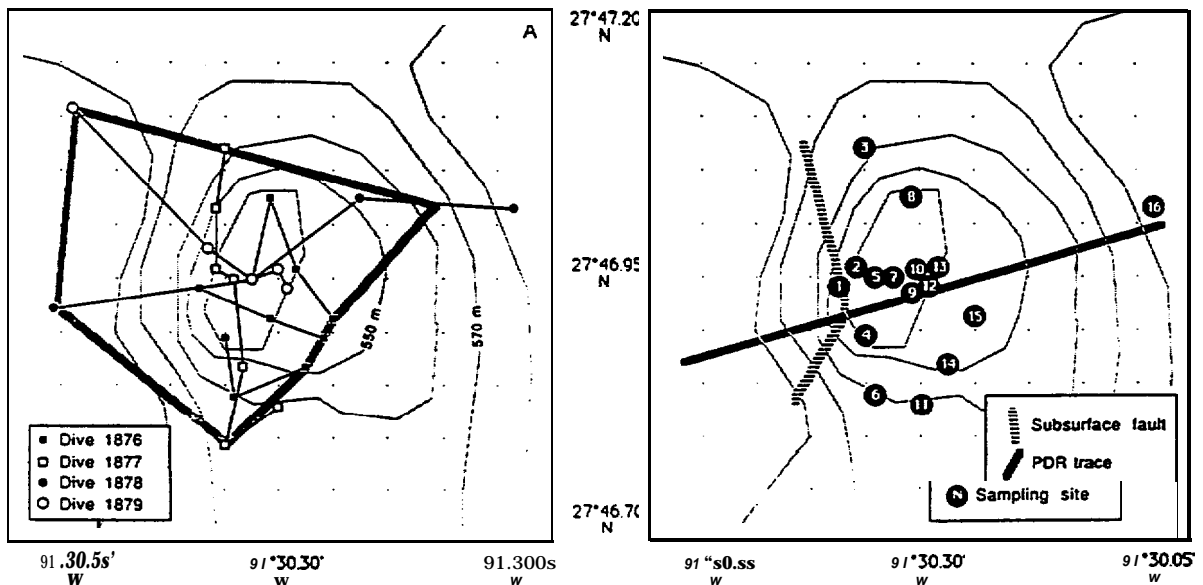 A
550 m
570 m
Dive 1876
Dive 1877
Dive 1878
Dive 1879
91 .30.5s'
W
91°30.30'
W
91.300s
W
27°47.20
N
27°46.95
N
27°46.70
N
3
8
16
2
5
7
10
13
1
9
12
4
15
14
6
11
Subsurface fault
PDR trace
N Sampling site
91 "s0.ss
W
91°30.30'
W
91°30.05'
W